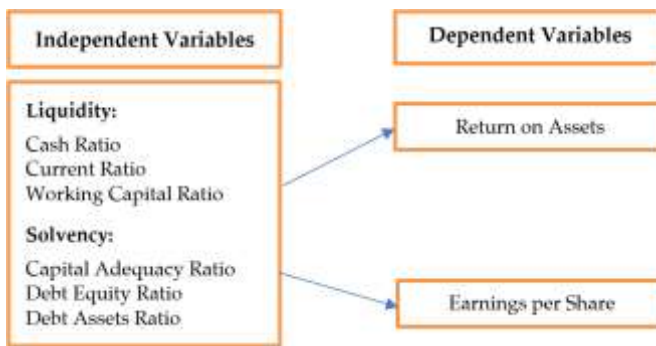 Independent Variables
Dependent Variables
Liquidity:
Cash Ratio
Current Ratio
Working Capital Ratio
Solvency:
Capital Adequacy Ratio
Debt Equity Ratio
Debt Assets Ratio
Return on Assets
Earnings per Share